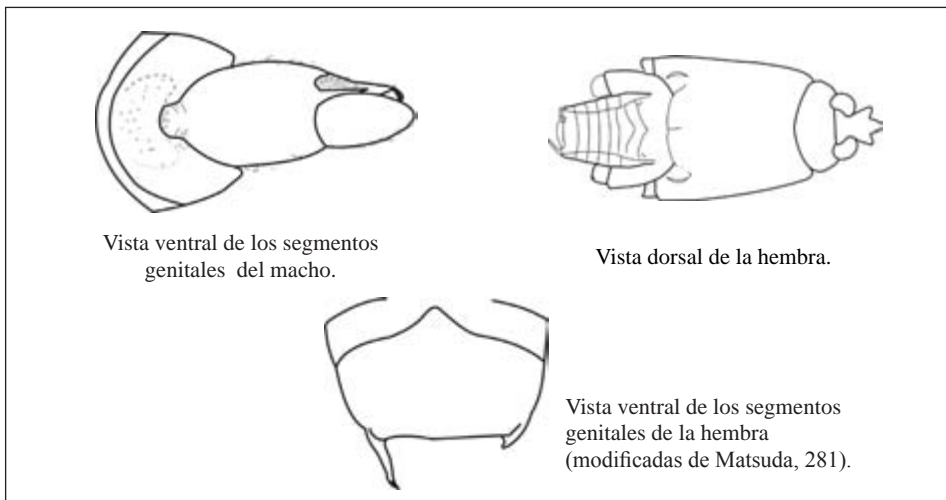 Vista ventral de los segmentos
genitales del macho.
Vista dorsal de la hembra.
Vista ventral de los segmentos
genitales de la hembra
(modificadas de Matsuda, 281).